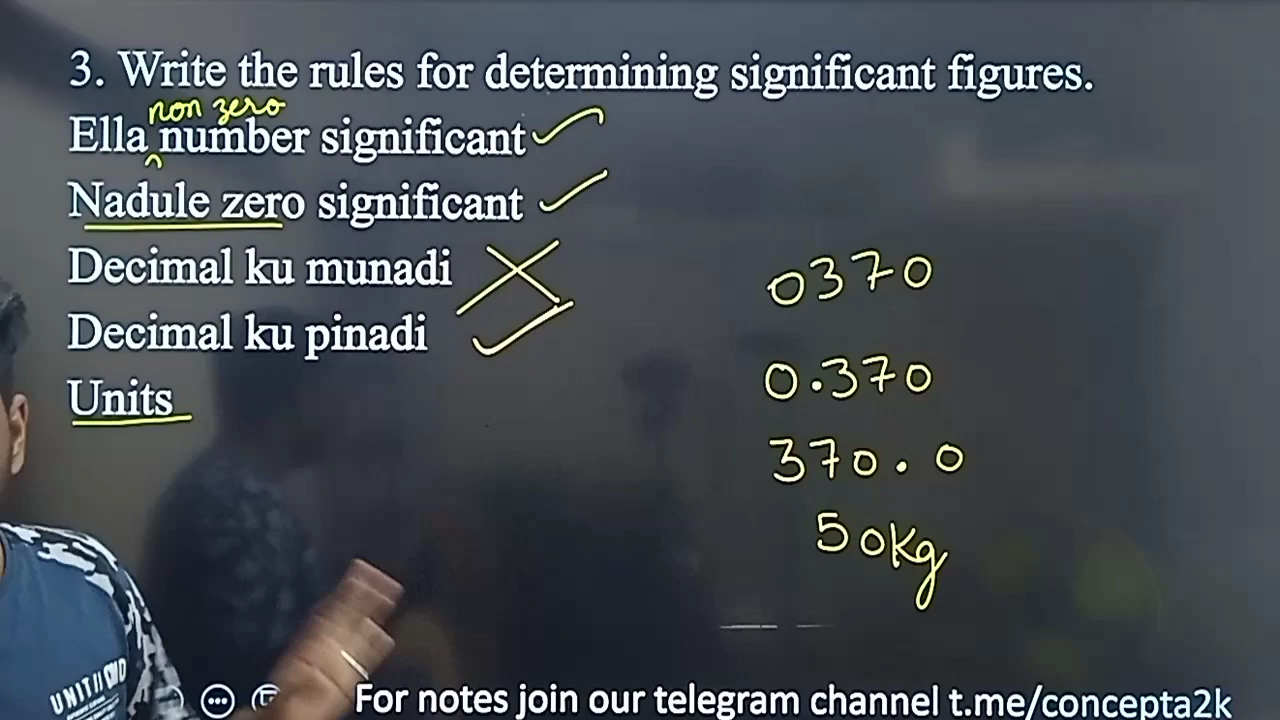 3. Write the rules for determining significant figures.
non zero
Ella ^ number significant ✓
Nadule zero significant ✓
Decimal ku munadi ✗
Decimal ku pinadi ✓
Units
0370
0.370
370.0
50kg
UNIT//
For notes join our telegram channel t.me/concepta2k